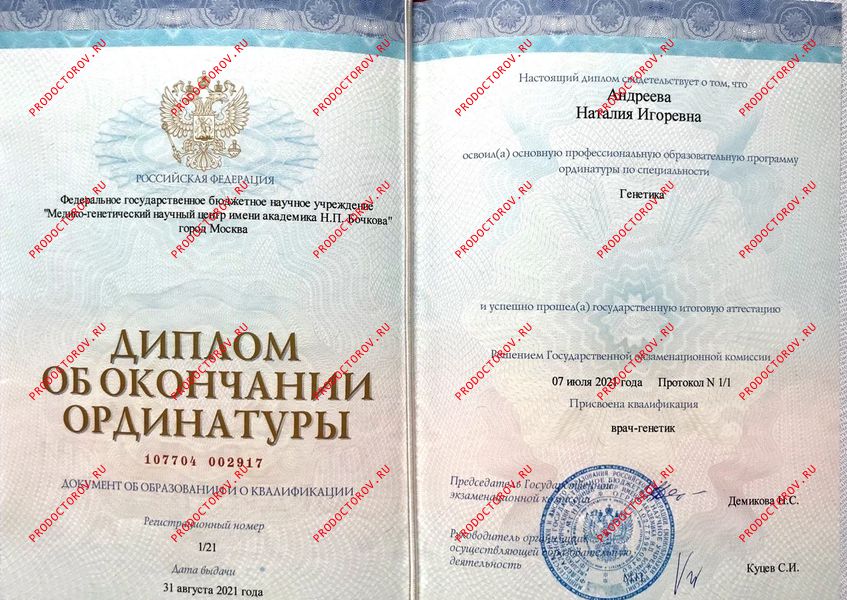 РОССИЙСКАЯ ФЕДЕРАЦИЯ
Федеральное государственное бюджетное научное учреждение
"Медико-генетический научный центр имени академика Н.П. Бочкова"
город Москва
ДИПЛОМ
ОБ ОКОНЧАНИИ
ОРДИНАТУРЫ
107704 002917
ДОКУМЕНТ ОБ ОБРАЗОВАНИИ И О КВАЛИФИКАЦИИ
Регистрационный номер
1/21
Дата выдачи
31 августа 2021 года
Настоящий диплом свидетельствует о том, что
Андреева
Наталия Игоревна
освоил(а) основную профессиональную образовательную программу
ординатуры по специальности
Генетика
и успешно прошел(а) государственную итоговую аттестацию
Решением Государственной экзаменационной комиссии
07 июля 2021 года Протокол N 1/1
Присвоена квалификация
врач-генетик
Председатель Государственной
экзаменационной комиссии
Демикова Н.С.
Руководитель организации,
осуществляющей образовательную
деятельность
Куцев С.И.
М.П.
PRODOCTOROV.RU